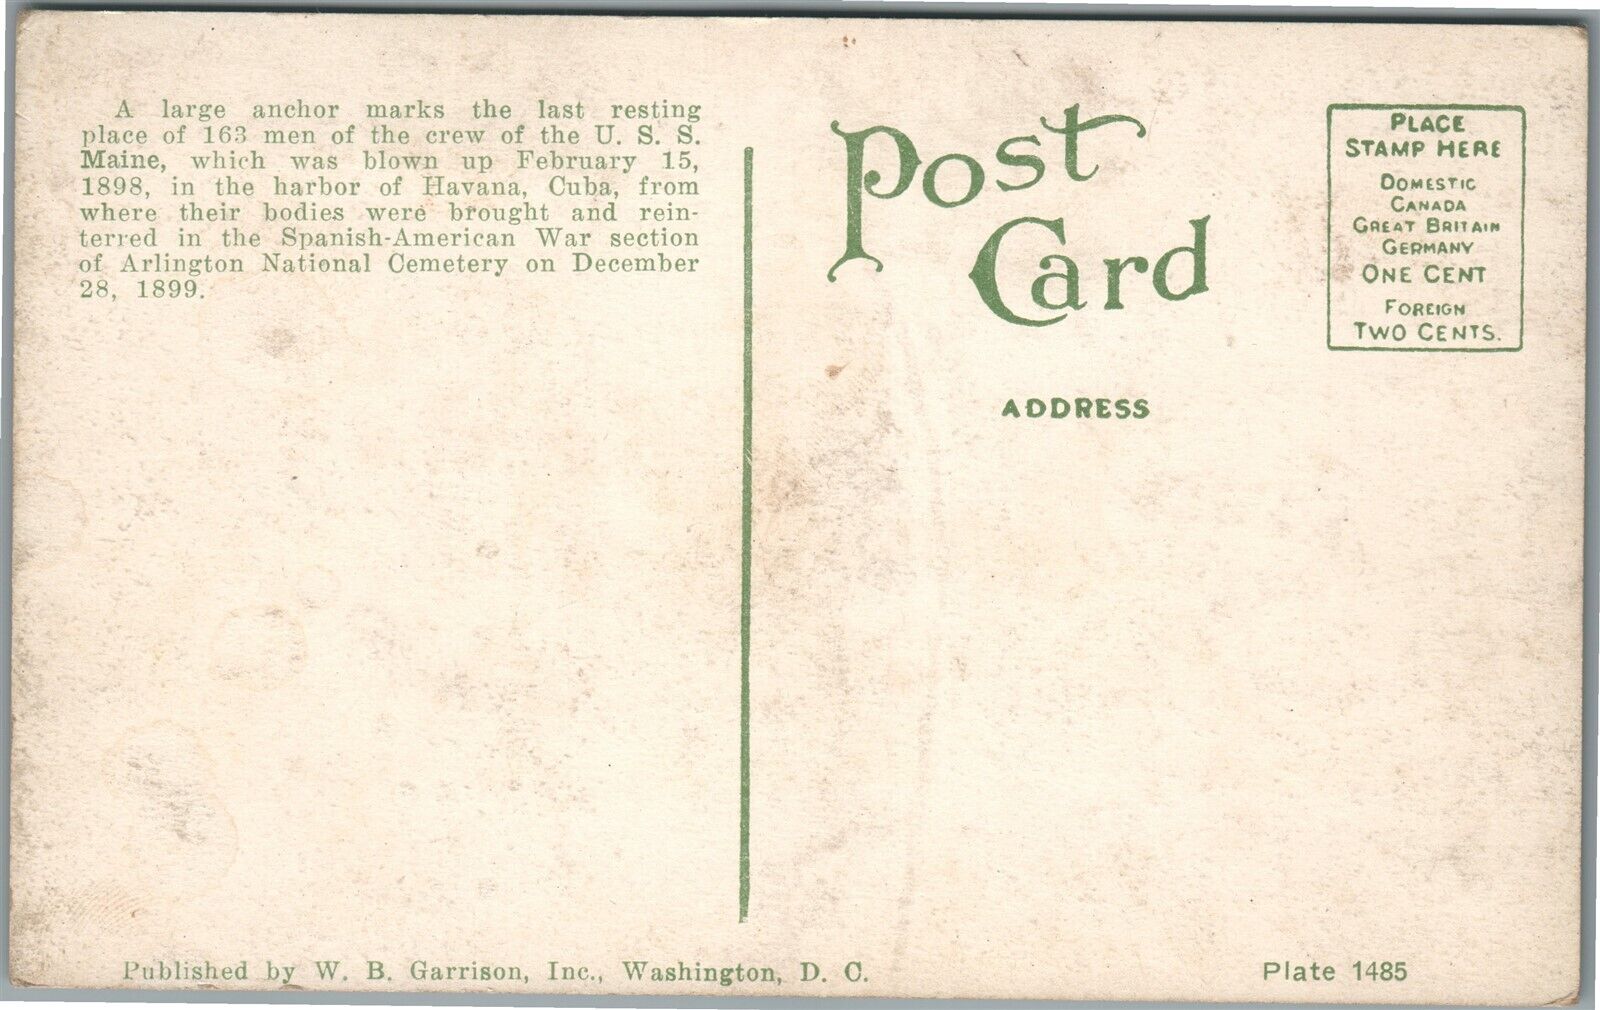 A large anchor marks the last resting
place of 163 men of the crew of the U. S. S.
Maine, which was blown up February 15,
1898, in the harbor of Havana, Cuba, from
where their bodies were brought and rein-
terred in the Spanish-American War section
of Arlington National Cemetery on December
28, 1899.
Post
Card
PLACE
STAMP HERE
DOMESTIC
CANADA
GREAT BRITAIN
GERMANY
ONE CENT
FOREIGN
TWO CENTS.
ADDRESS
Published by W. B. Garrison, Inc., Washington, D. C.
Plate 1485